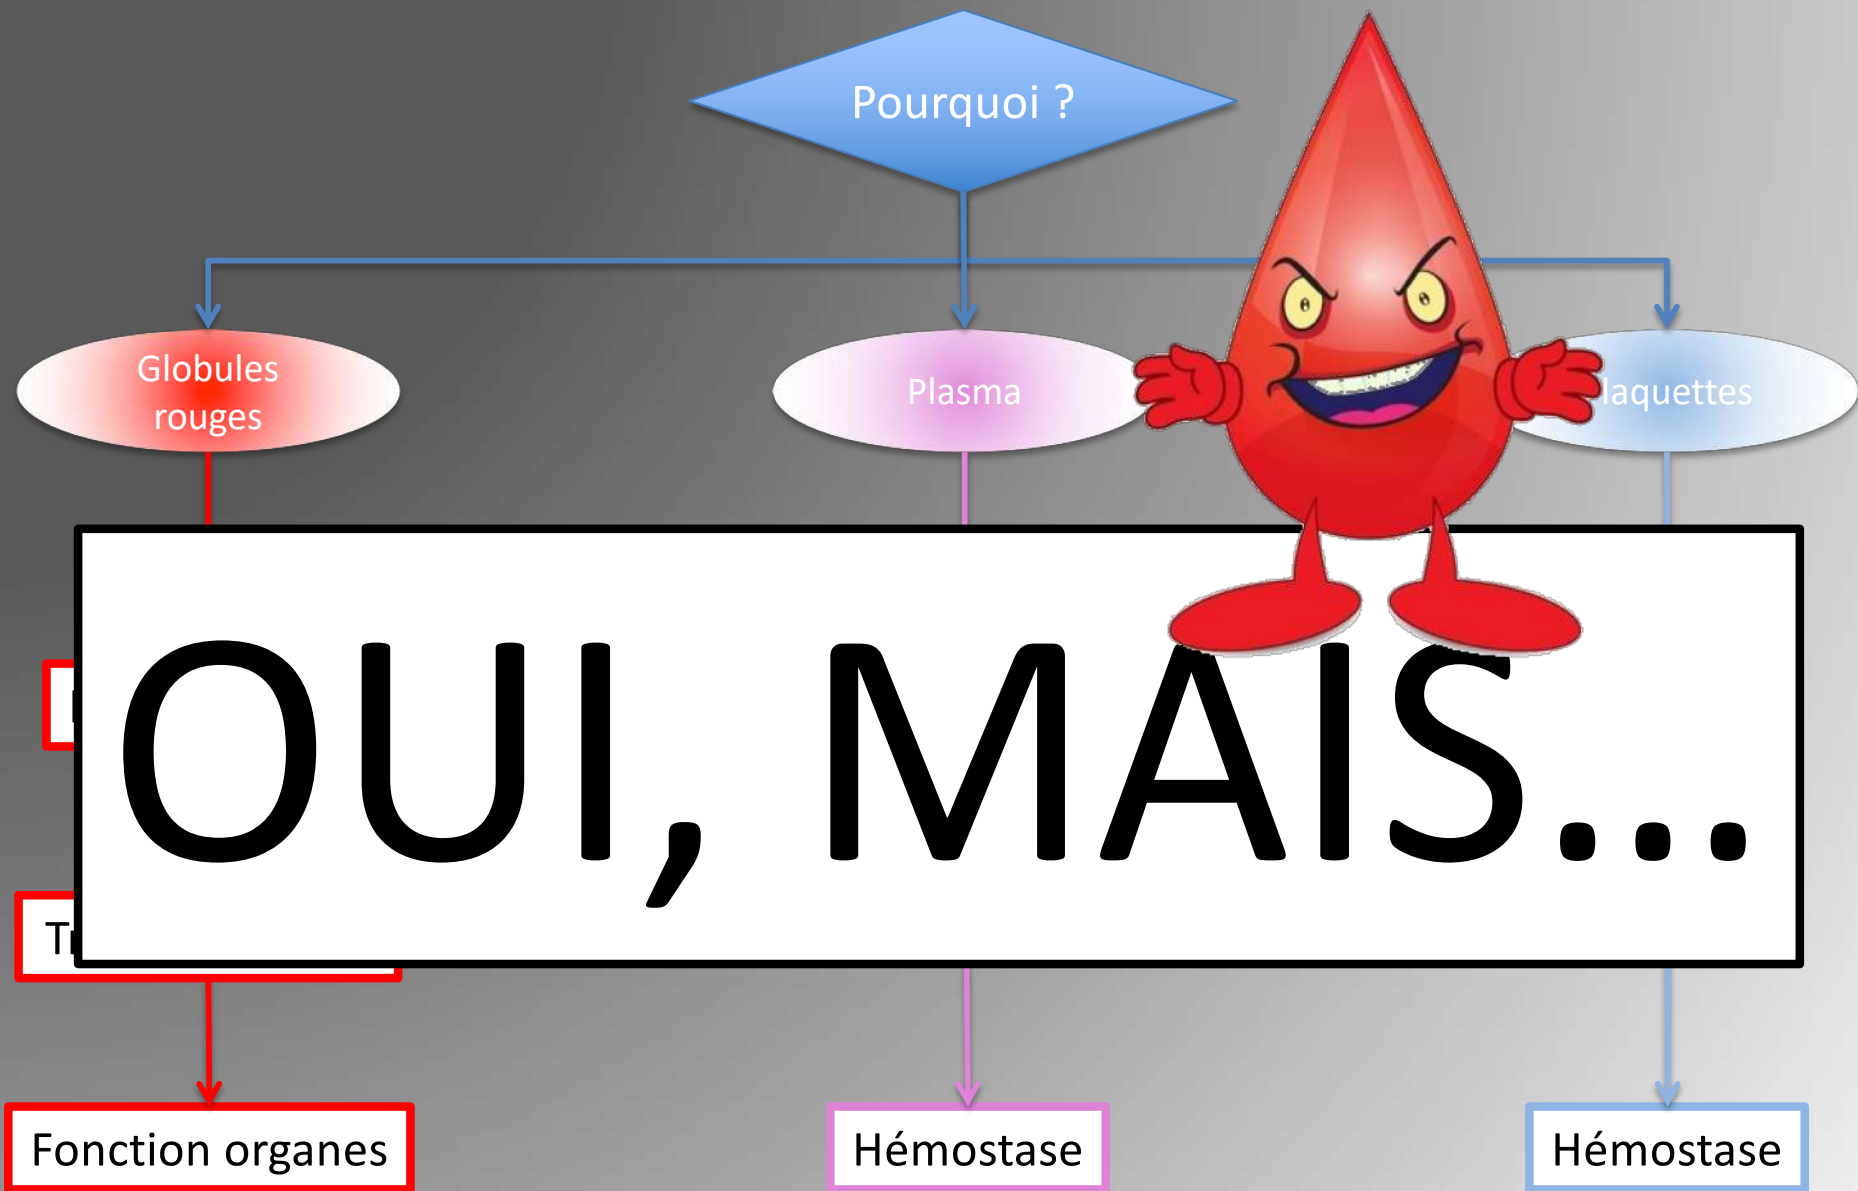 Pourquoi ?
Globules
rouges
Plasma
laquettes
OUI, MAIS...
Fonction organes
Hémostase
Hémostase